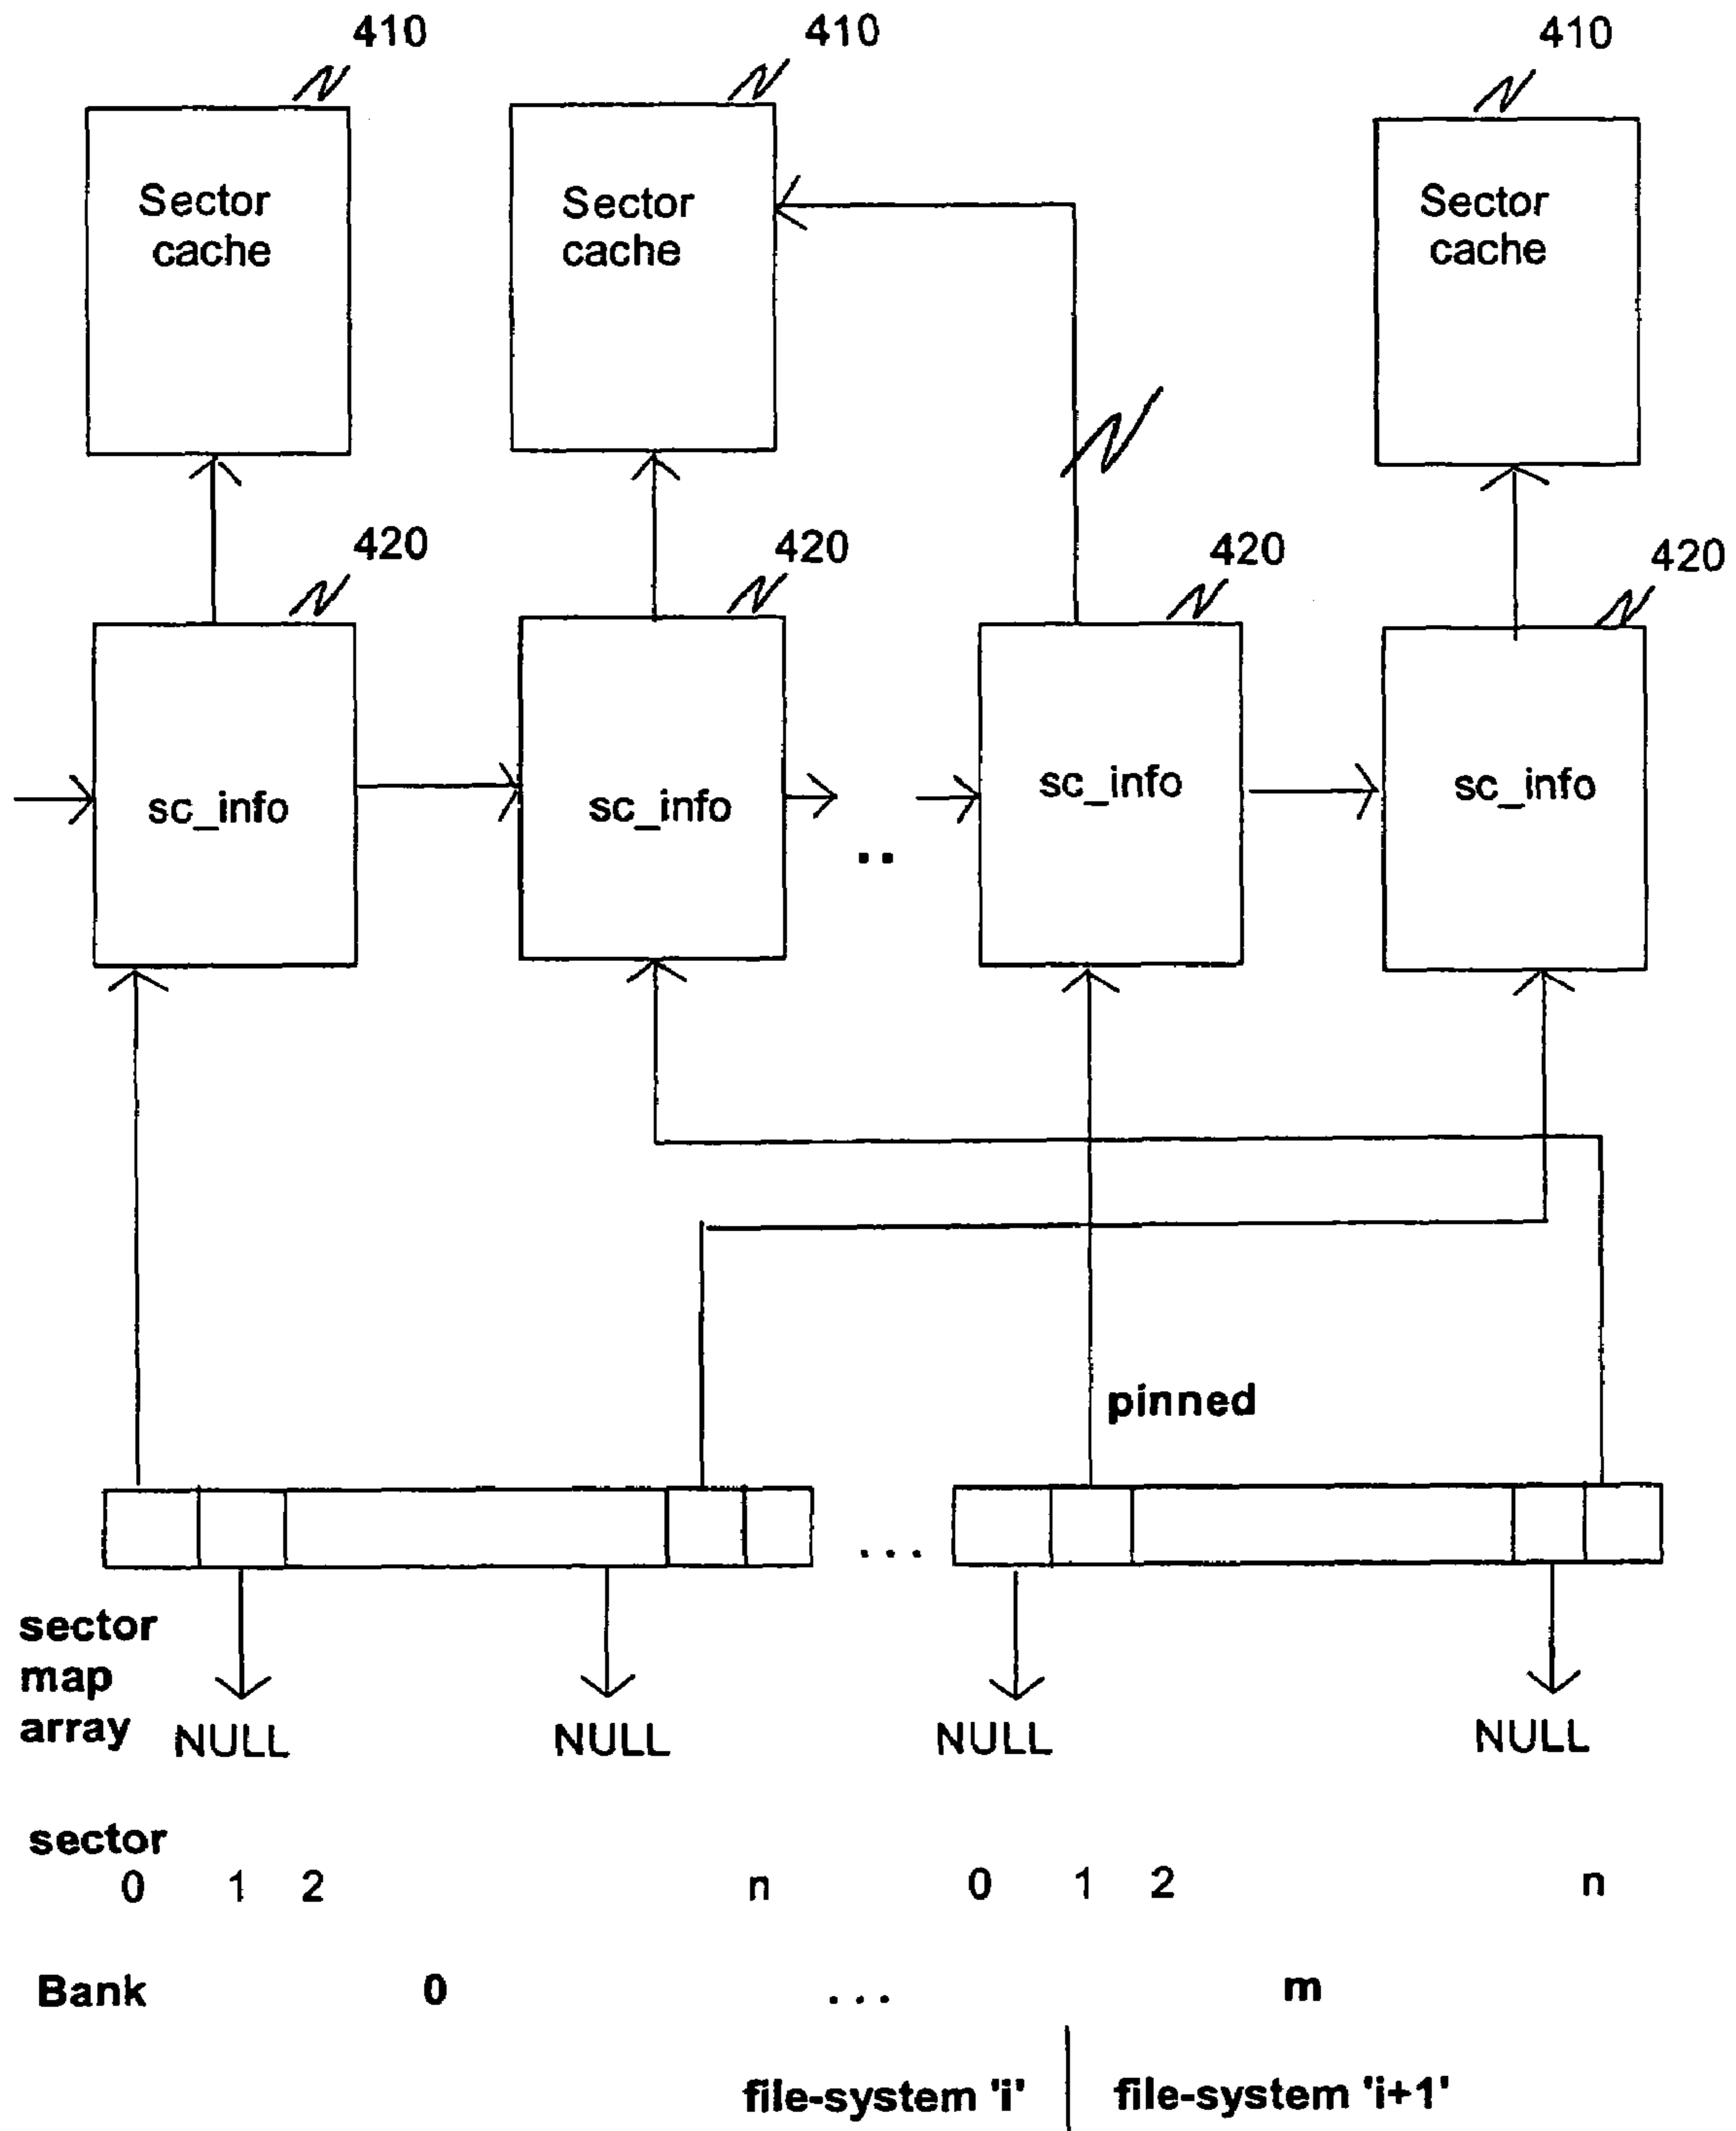 410 410 410
Sector Sector Sector
cache cache cache
420 420 420 420
sc_info sc_info sc_info sc_info
..
pinned
...
sector
map
array NULL NULL NULL NULL
sector
0 1 2 n 0 1 2 n
Bank 0 ... m
file-system 'i' file-system 'i+1'